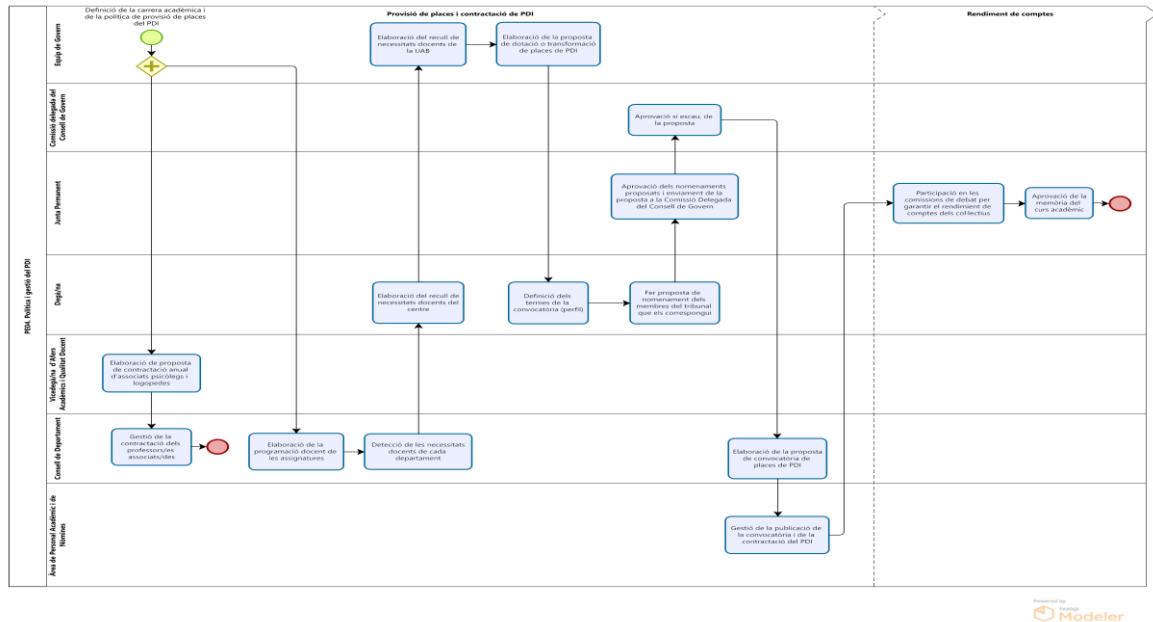 Definició de la carrera acadèmica i
de la política de provisió de places
del PDI
Provisió de places i contractació de PDI
Rendiment de comptes
PE04. Política i gestió del PDI
Equip de Govern
Elaboració del recull de
necessitats docents de
la UAB
Elaboració de la proposta
de dotació o transformació
de places de PDI
Comissió delegada del
Consell de Govern
Aprovació si escau, de
la proposta
Junta Permanent
Aprovació dels nomenaments
proposats i enviament de la
proposta a la Comissió Delegada
del Consell de Govern
Participació en les
comissions de debat per
garantir el rendiment de
comptes dels col·lectius
Aprovació de la
memòria del
curs acadèmic
Degà/na
Elaboració del recull de
necessitats docents del
centre
Definició dels
termes de la
convocatòria (perfil)
Fer proposta de
nomenament dels
membres del tribunal
que els correspongui
Vicedegà/na d'Afers
Acadèmics i Qualitat Docent
Elaboració de proposta
de contractació anual
d'associats psicòlegs i
logopedes
Consell de Departament
Gestió de la
contractació dels
professors/es
associats/des
Elaboració de la
programació docent de
les assignatures
Detecció de les necessitats
docents de cada
departament
Elaboració de la proposta
de convocatòria de
places de PDI
Àrea de Personal Acadèmic i de
Nòmines
Gestió de la publicació de
la convocatòria i de la
contractació del PDI
Powered by
bizagi
Modeler